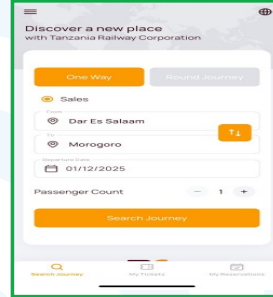 Discover a new place
with Tanzania Railway Corporation
One Way
Round Journey
Sales
From
Dar Es Salaam
To
Morogoro
Departure Date
01/12/2025
Passenger Count
1
Search Journey
Search Journey
My Tickets
My Reservations